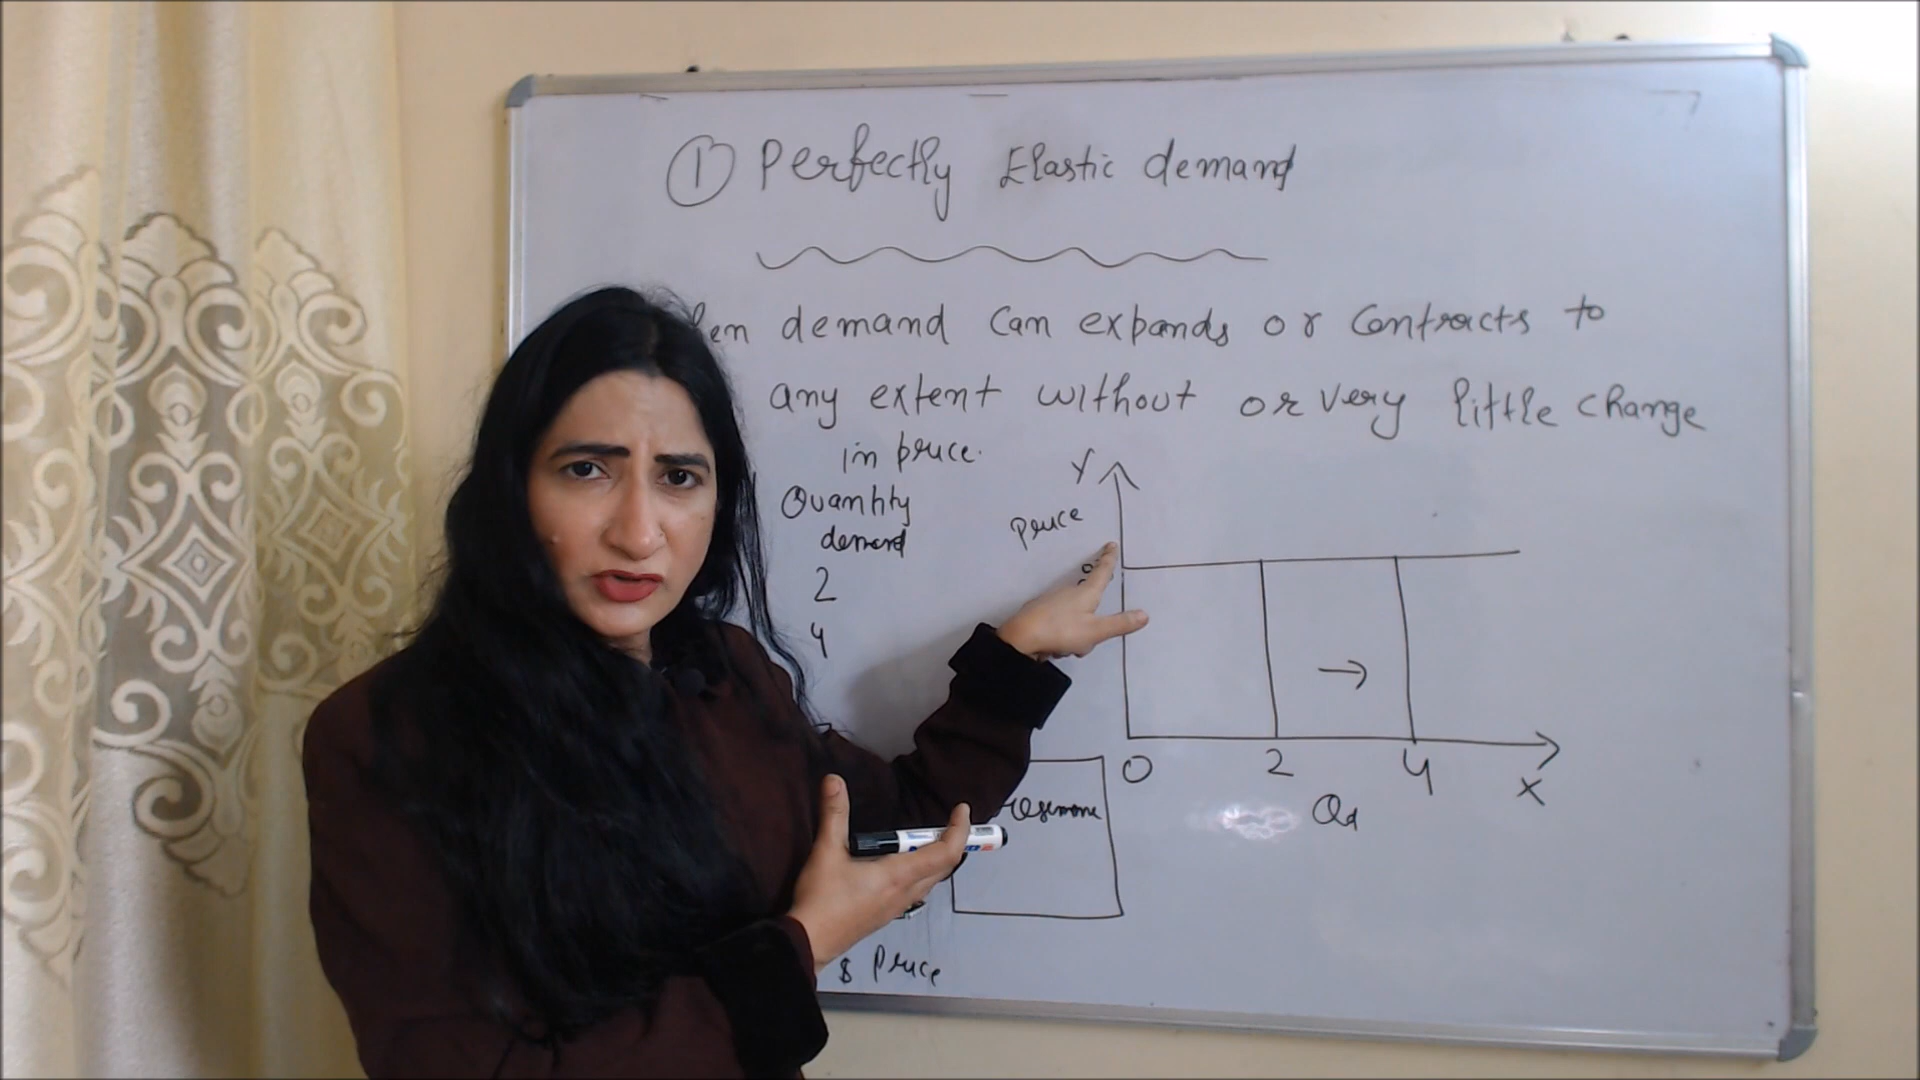 ① Perfectly Elastic demand
en demand can expands or contracts to
any extent without or very little change
in price.
Quantity
demand
2
4
Y
Price
0
2
4
X
Qd
$ Price